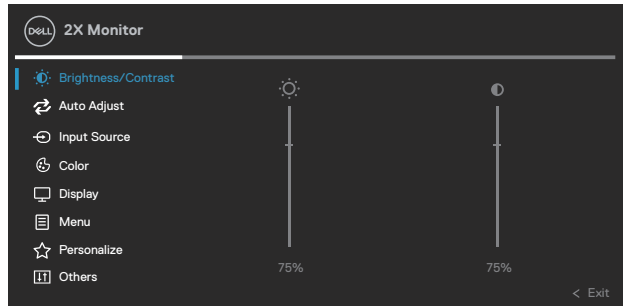 DELL 2X Monitor
Brightness/Contrast
Auto Adjust
Input Source
Color
Display
Menu
Personalize
Others
75% 75%
< Exit